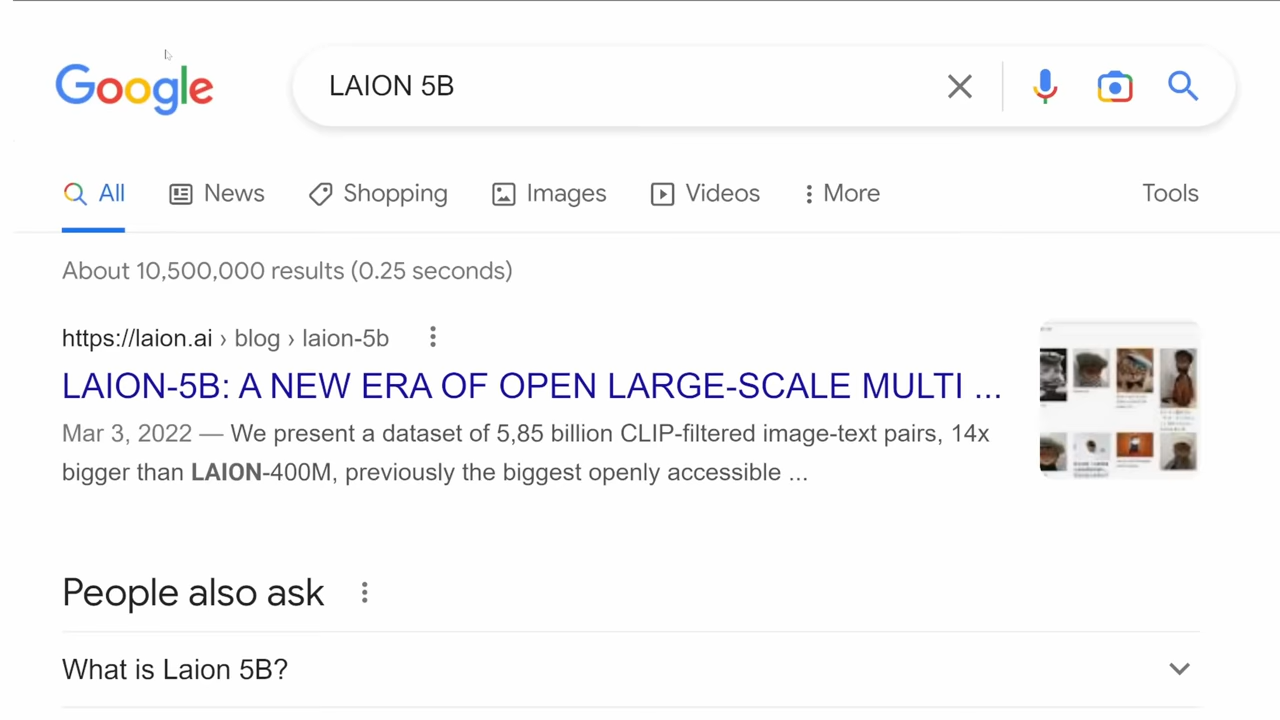 Google
LAION 5B
All News Shopping Images Videos More Tools
About 10,500,000 results (0.25 seconds)
https://laion.ai › blog › laion-5b
LAION-5B: A NEW ERA OF OPEN LARGE-SCALE MULTI ...
Mar 3, 2022 — We present a dataset of 5,85 billion CLIP-filtered image-text pairs, 14x
bigger than LAION-400M, previously the biggest openly accessible ...
People also ask
What is Laion 5B?